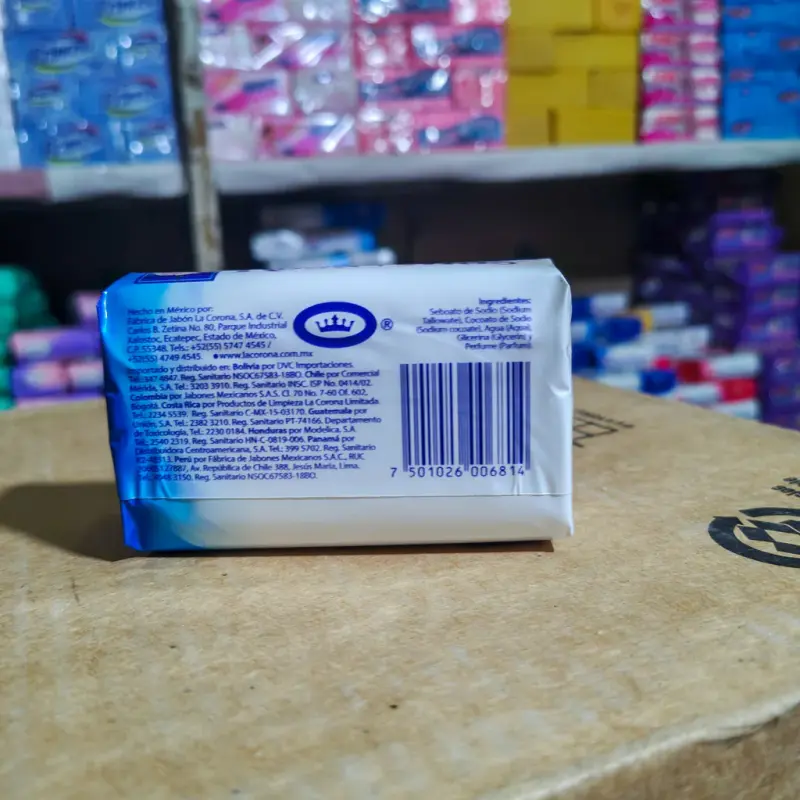 Hecho en México por:
Fábrica de Jabón La Corona, S.A. de C.V.
Carlos B. Zetina No. 80, Parque Industrial
Xalostoc, Ecatepec, Estado de México,
C.P. 55348, Tels.: +52(55) 5747 4545 /
+52(55) 4749 4545. ● www.lacorona.com.mx
Importado y distribuido en: Bolivia por DVC Importaciones.
Reg. Sanitario NSOC67583-18BO. Chile por Comercial
Mérida, S.A. Tel.: 3203 3910. Reg. Sanitario INSC. ISP No. 0414/02.
Colombia por Jabones Mexicanos S.A.S. Cl. 70 No. 7-60 Of. 602,
Bogotá. Costa Rica por Productos de Limpieza La Corona Limitada.
Tel.: 2234 5539. Reg. Sanitario C-MX-15-03170. Guatemala por
Unión, S.A. Tel.: 2382 3210. Reg. Sanitario PT-74166. Departamento
de Toxicología, Tel.: 2230 0184. Honduras por Modelica, S.A.
Tel.: 2540 2319. Reg. Sanitario HN-C-0819-006. Panamá por
Distribuidora Centroamericana, S.A. Tel.: 399 5702. Reg. Sanitario
Perú por Fábrica de Jabones Mexicanos S.A.C., RUC
Av. República de Chile 388, Jesús María, Lima.
Reg. Sanitario NSOC67583-18BO.
®
Ingredientes:
Seboato de Sodio (Sodium
Tallowate), Cocoato de Sodio
(Sodium cocoate), Agua (Aqua),
Glicerina (Glycerin) y
Perfume (Parfum).
7 501026 006814